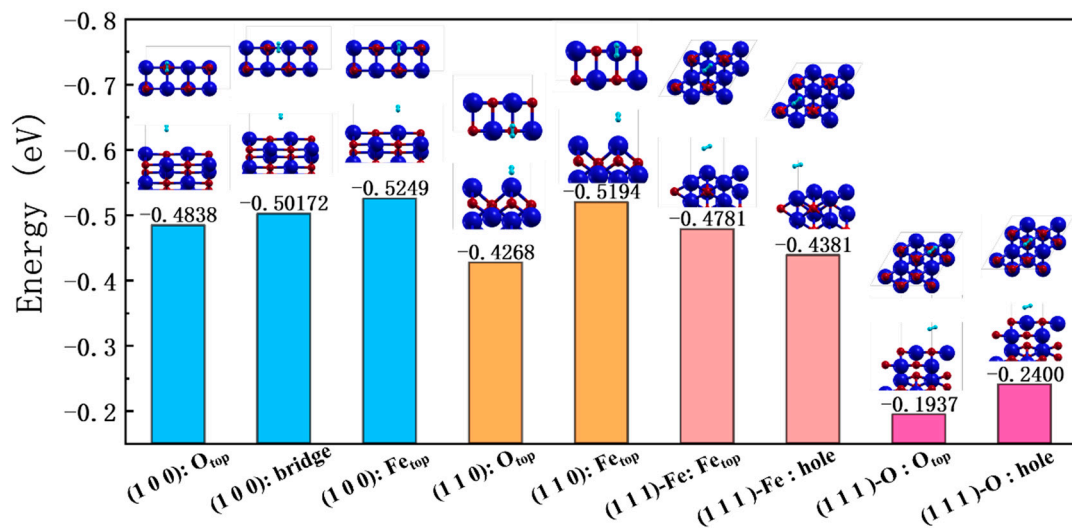 Energy (eV)
-0.8
-0.7
-0.6
-0.5
-0.4
-0.3
-0.2
-0.4838
-0.50172
-0.5249
-0.4268
-0.5194
-0.4781
-0.4381
-0.1937
-0.2400
(1 0 0): Otop
(1 0 0): bridge
(1 0 0): Fetop
(1 1 0): Otop
(1 1 0): Fetop
(1 1 1)-Fe: Fetop
(1 1 1)-Fe : hole
(1 1 1)-O : Otop
(1 1 1)-O : hole